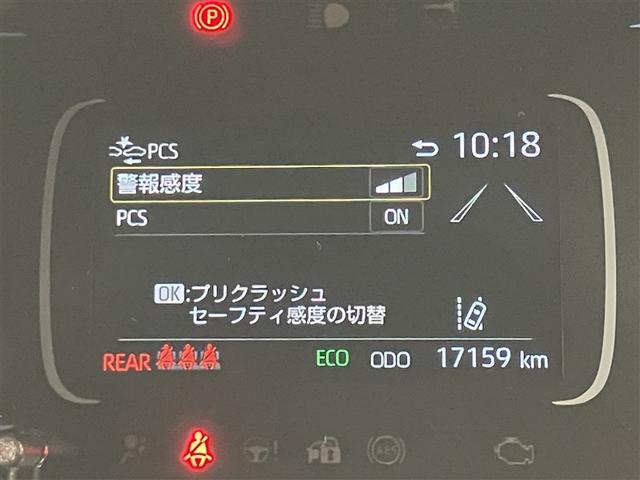 P
PCS 10:18
警報感度
PCS ON
OK:プリクラッシュ
セーフティ感度の切替
REAR ECO ODO 17159 km
ABS